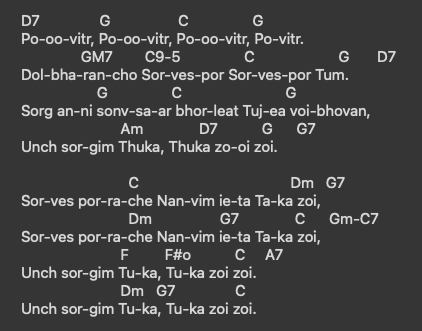 D7 G C G
Po-oo-vitr, Po-oo-vitr, Po-oo-vitr, Po-vitr.
GM7 C9-5 C G D7
Dol-bha-ran-cho Sor-ves-por Sor-ves-por Tum.
G C G
Sorg an-ni sonv-sa-ar bhor-leat Tuj-ea voi-bhovan,
Am D7 G G7
Unch sor-gim Thuka, Thuka zo-oi zoi.
C Dm G7
Sor-ves por-ra-che Nan-vim ie-ta Ta-ka zoi,
Dm G7 C Gm-C7
Sor-ves por-ra-che Nan-vim ie-ta Ta-ka zoi,
F F#o C A7
Unch sor-gim Tu-ka, Tu-ka zoi zoi.
Dm G7 C
Unch sor-gim Tu-ka, Tu-ka zoi zoi.